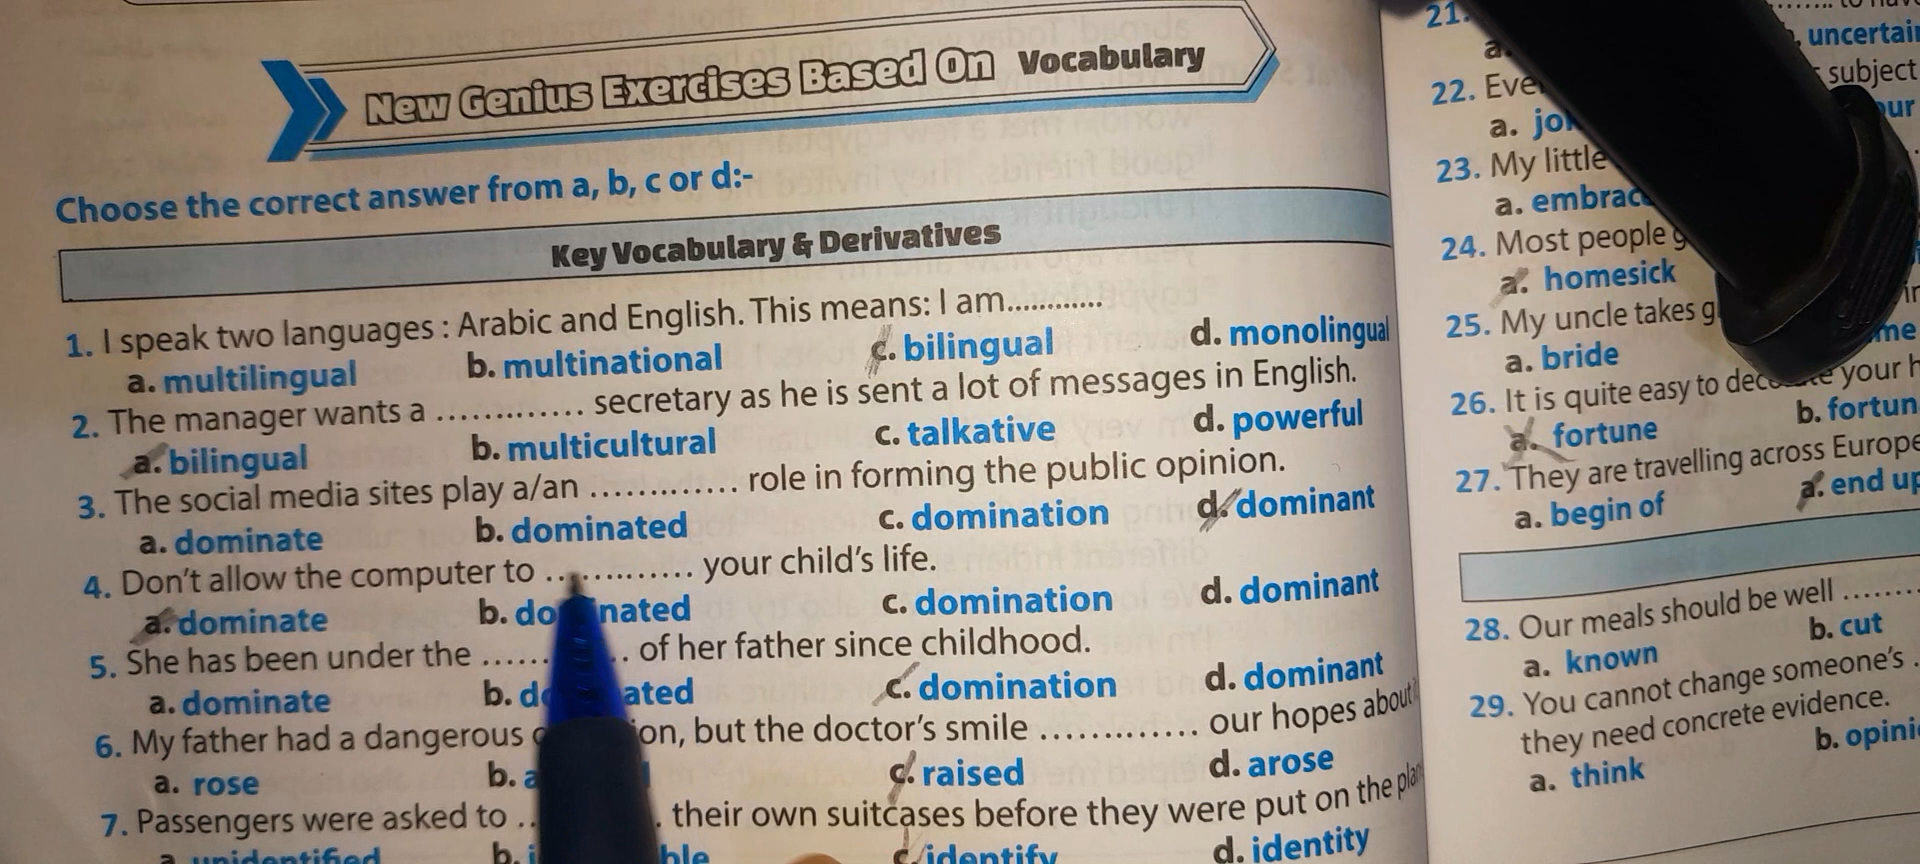 New Genius Exercises Based On Vocabulary
Choose the correct answer from a, b, c or d:-
Key Vocabulary & Derivatives
1. I speak two languages : Arabic and English. This means: I am............
a. multilingual b. multinational c. bilingual d. monolingual
2. The manager wants a ............. secretary as he is sent a lot of messages in English.
a. bilingual b. multicultural c. talkative d. powerful
3. The social media sites play a/an ............. role in forming the public opinion.
a. dominate b. dominated c. domination d. dominant
4. Don't allow the computer to ............. your child's life.
a. dominate b. c. domination d. dominant
5. She has been under the ............. of her father since childhood.
a. dominate b. c. domination d. dominant
6. My father had a dangerous but the doctor's smile ............. our hopes about
a. rose b. c. raised d. arose
7. Passengers were asked to .. . their own suitcases before they were put on the
a. unidentified b. c. identify d. identity
21.
a. uncertain
22. subject
a.
23. My little
a. embrace
24. Most people
a. homesick
25. My uncle takes
a. bride
26. It is quite easy to your
a. fortune b.
27. They are travelling across Europe
a. begin of a. end up
28. Our meals should be well ........
a. known b. cut
29. You cannot change someone's
they need concrete evidence.
a. think b.